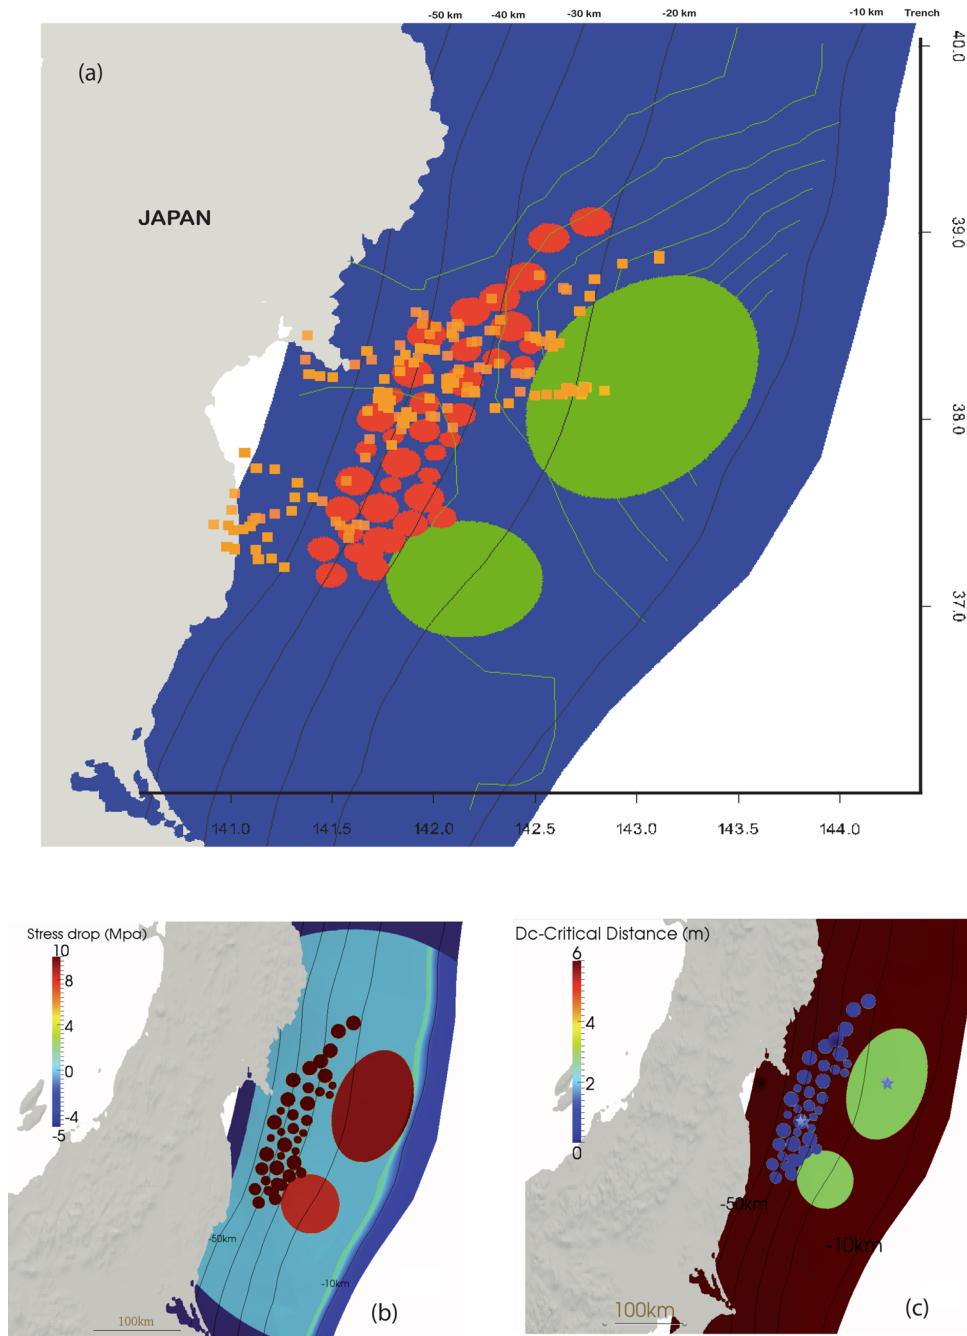 -50 km -40 km -30 km -20 km -10 km Trench
40.0
(a)
JAPAN
39.0
38.0
37.0
141.0 141.5 142.0 142.5 143.0 143.5 144.0
Stress drop (Mpa)
10
8
4
0
-4
-5
-50km
-10km
100km
(b)
Dc-Critical Distance (m)
6
4
2
0
-50km
-10km
100km
(c)